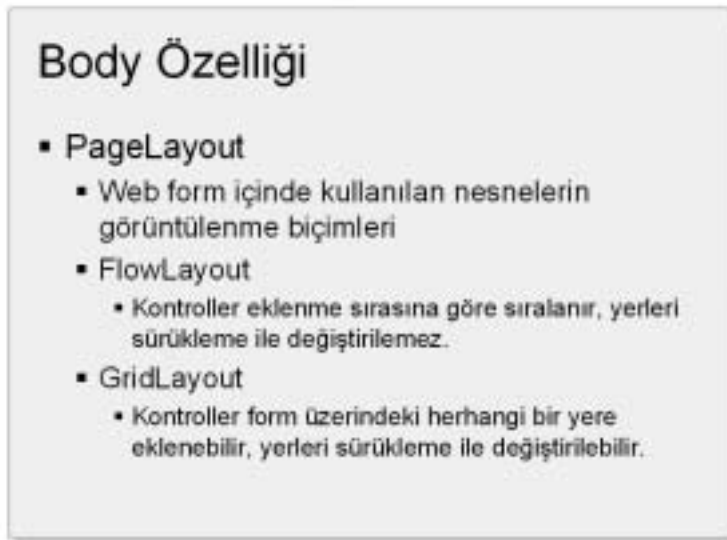 Body Özelliği
▪ PageLayout
▪ Web form içinde kullanılan nesnelerin
görüntülenme biçimleri
▪ FlowLayout
▪ Kontroller eklenme sırasına göre sıralanır, yerleri
sürükleme ile değiştirilemez.
▪ GridLayout
▪ Kontroller form üzerindeki herhangi bir yere
eklenebilir, yerleri sürükleme ile değiştirilebilir.